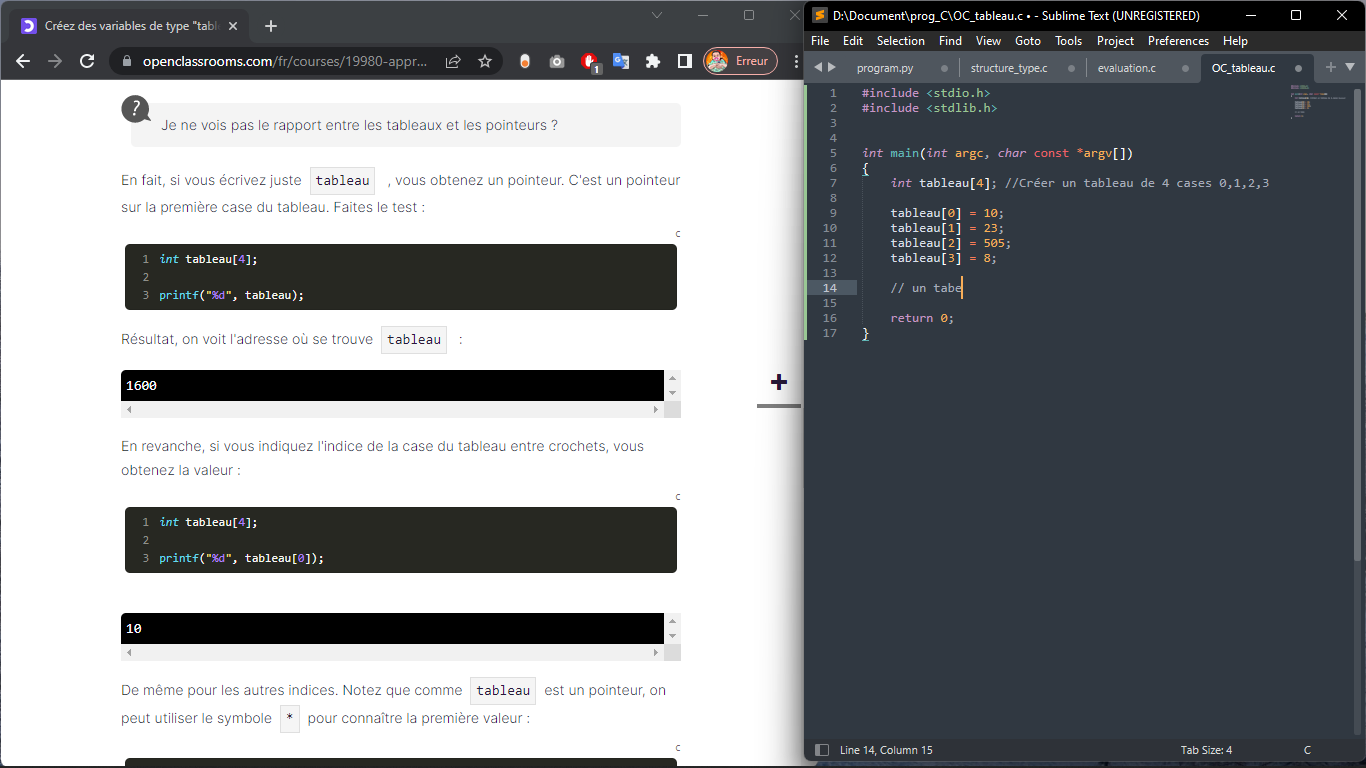 Créez des variables de type "tabl
openclassrooms.com/fr/courses/19980-appr...
1
Erreur
?
Je ne vois pas le rapport entre les tableaux et les pointeurs ?
En fait, si vous écrivez juste tableau , vous obtenez un pointeur. C'est un pointeur
sur la première case du tableau. Faites le test :
C
1 int tableau[4];
2
3 printf("%d", tableau);
Résultat, on voit l'adresse où se trouve tableau :
1600
En revanche, si vous indiquez l'indice de la case du tableau entre crochets, vous
obtenez la valeur :
C
1 int tableau[4];
2
3 printf("%d", tableau[0]);
10
De même pour les autres indices. Notez que comme tableau est un pointeur, on
peut utiliser le symbole * pour connaître la première valeur :
C
+
D:\Document\prog_C\OC_tableau.c • - Sublime Text (UNREGISTERED)
File Edit Selection Find View Goto Tools Project Preferences Help
program.py structure_type.c evaluation.c OC_tableau.c
1 #include <stdio.h>
2 #include <stdlib.h>
3
4
5 int main(int argc, char const *argv[])
6 {
7 int tableau[4]; //Créer un tableau de 4 cases 0,1,2,3
8
9 tableau[0] = 10;
10 tableau[1] = 23;
11 tableau[2] = 505;
12 tableau[3] = 8;
13
14 // un tabe
15
16 return 0;
17 }
Line 14, Column 15 Tab Size: 4 C